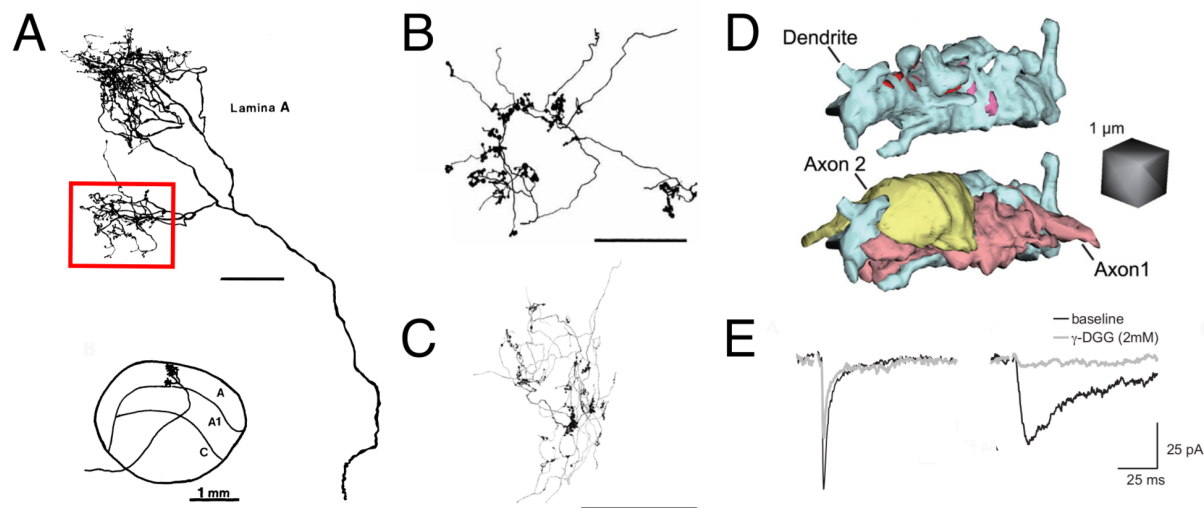 A
Lamina A
A
A1
C
1 mm
B
C
D
Dendrite
1 μm
Axon 2
Axon1
E
baseline
γ-DGG (2mM)
25 pA
25 ms